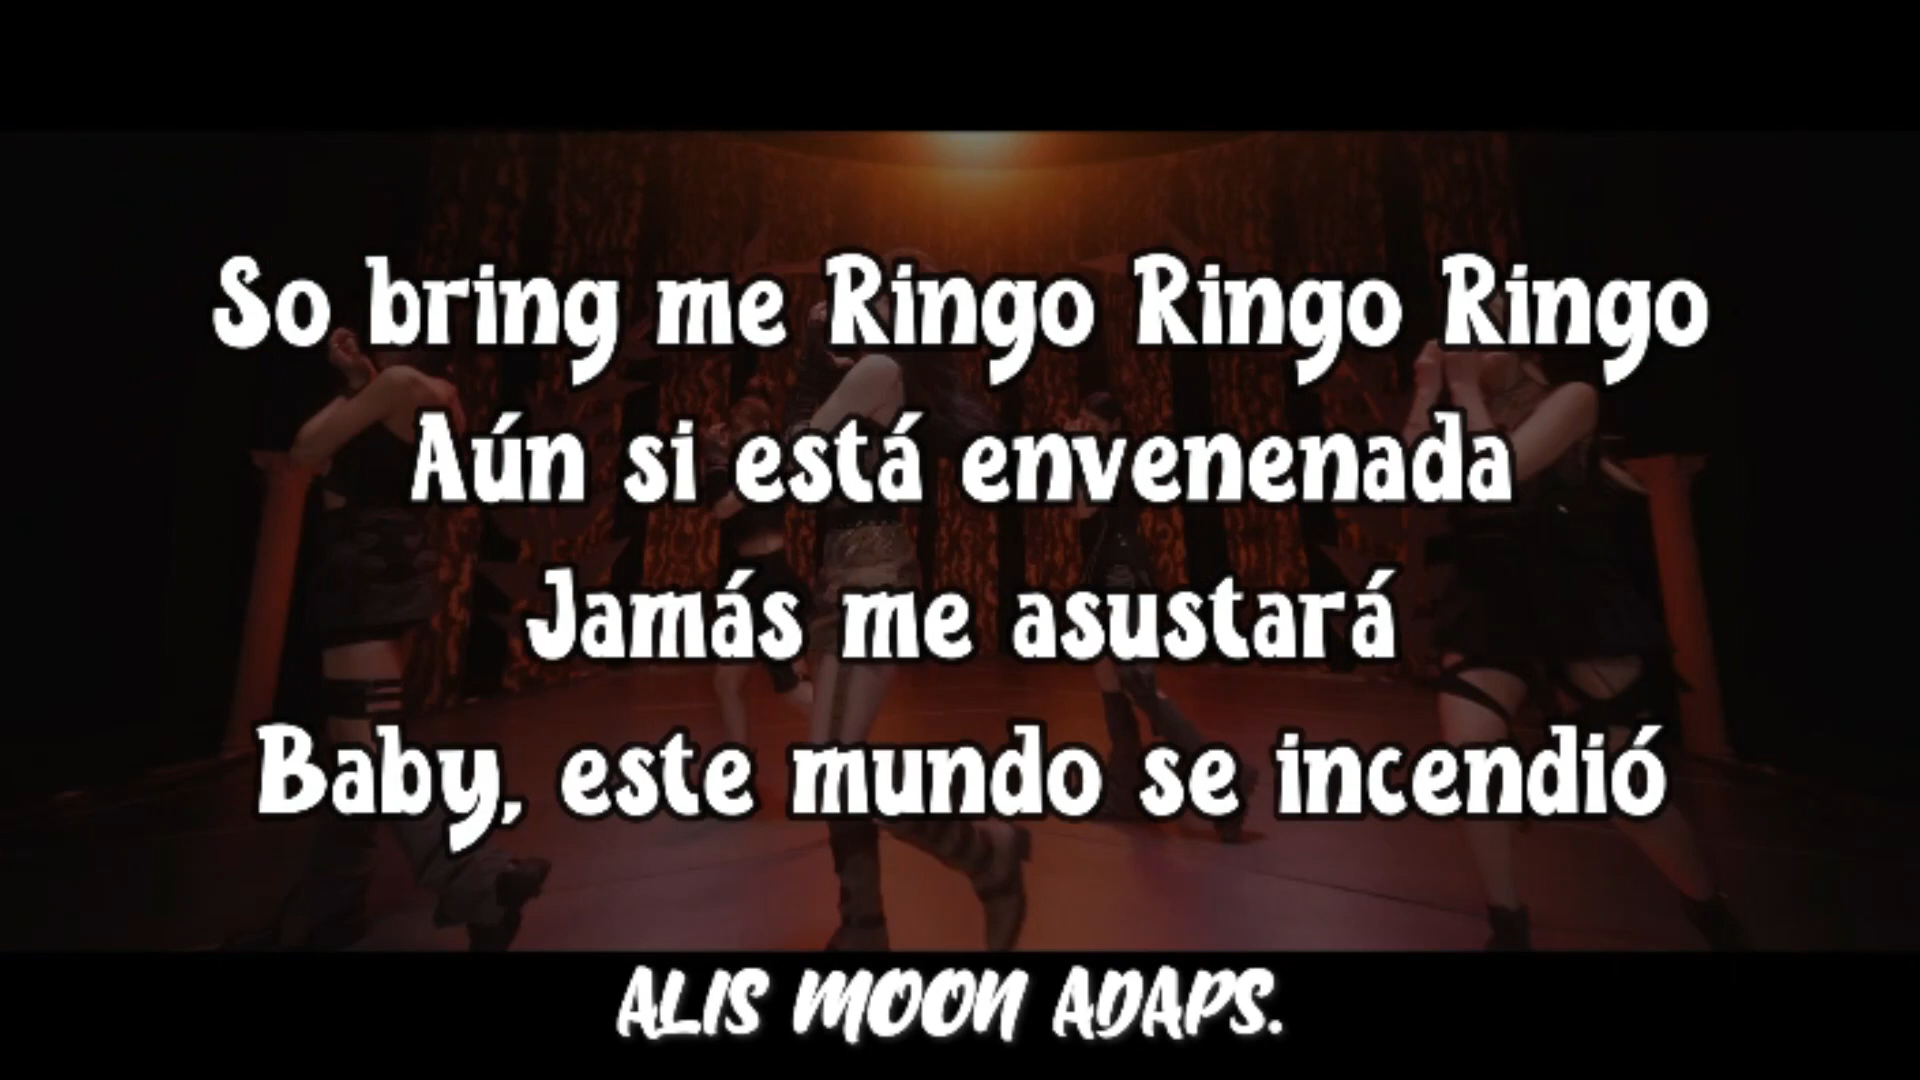 So bring me Ringo Ringo Ringo
Aún si está envenenada
Jamás me asustará
Baby, este mundo se incendió
ALIS MOON ADAPS.